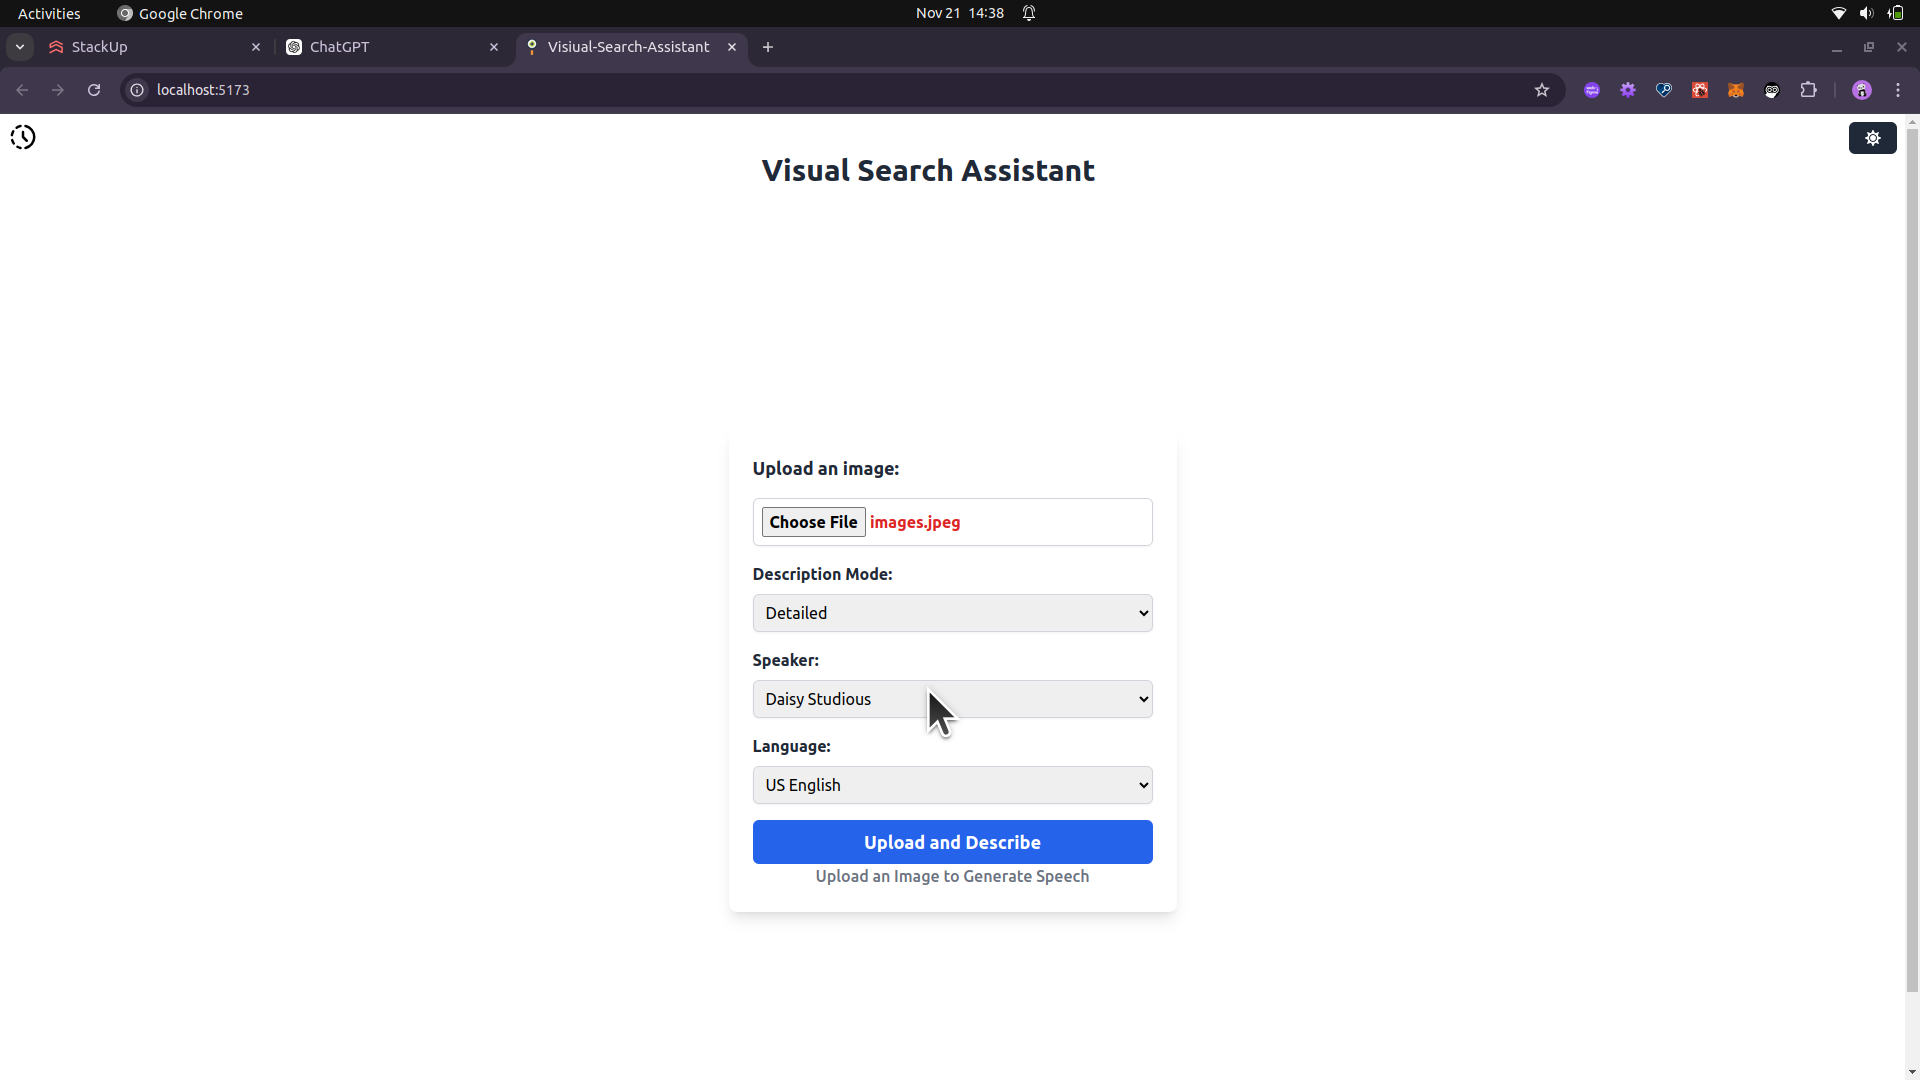 Activities
Google Chrome
Nov 21 14:38
StackUp
ChatGPT
Visiual-Search-Assistant
localhost:5173
Visual Search Assistant
Upload an image:
Choose File images.jpeg
Description Mode:
Detailed
Speaker:
Daisy Studious
Language:
US English
Upload and Describe
Upload an Image to Generate Speech